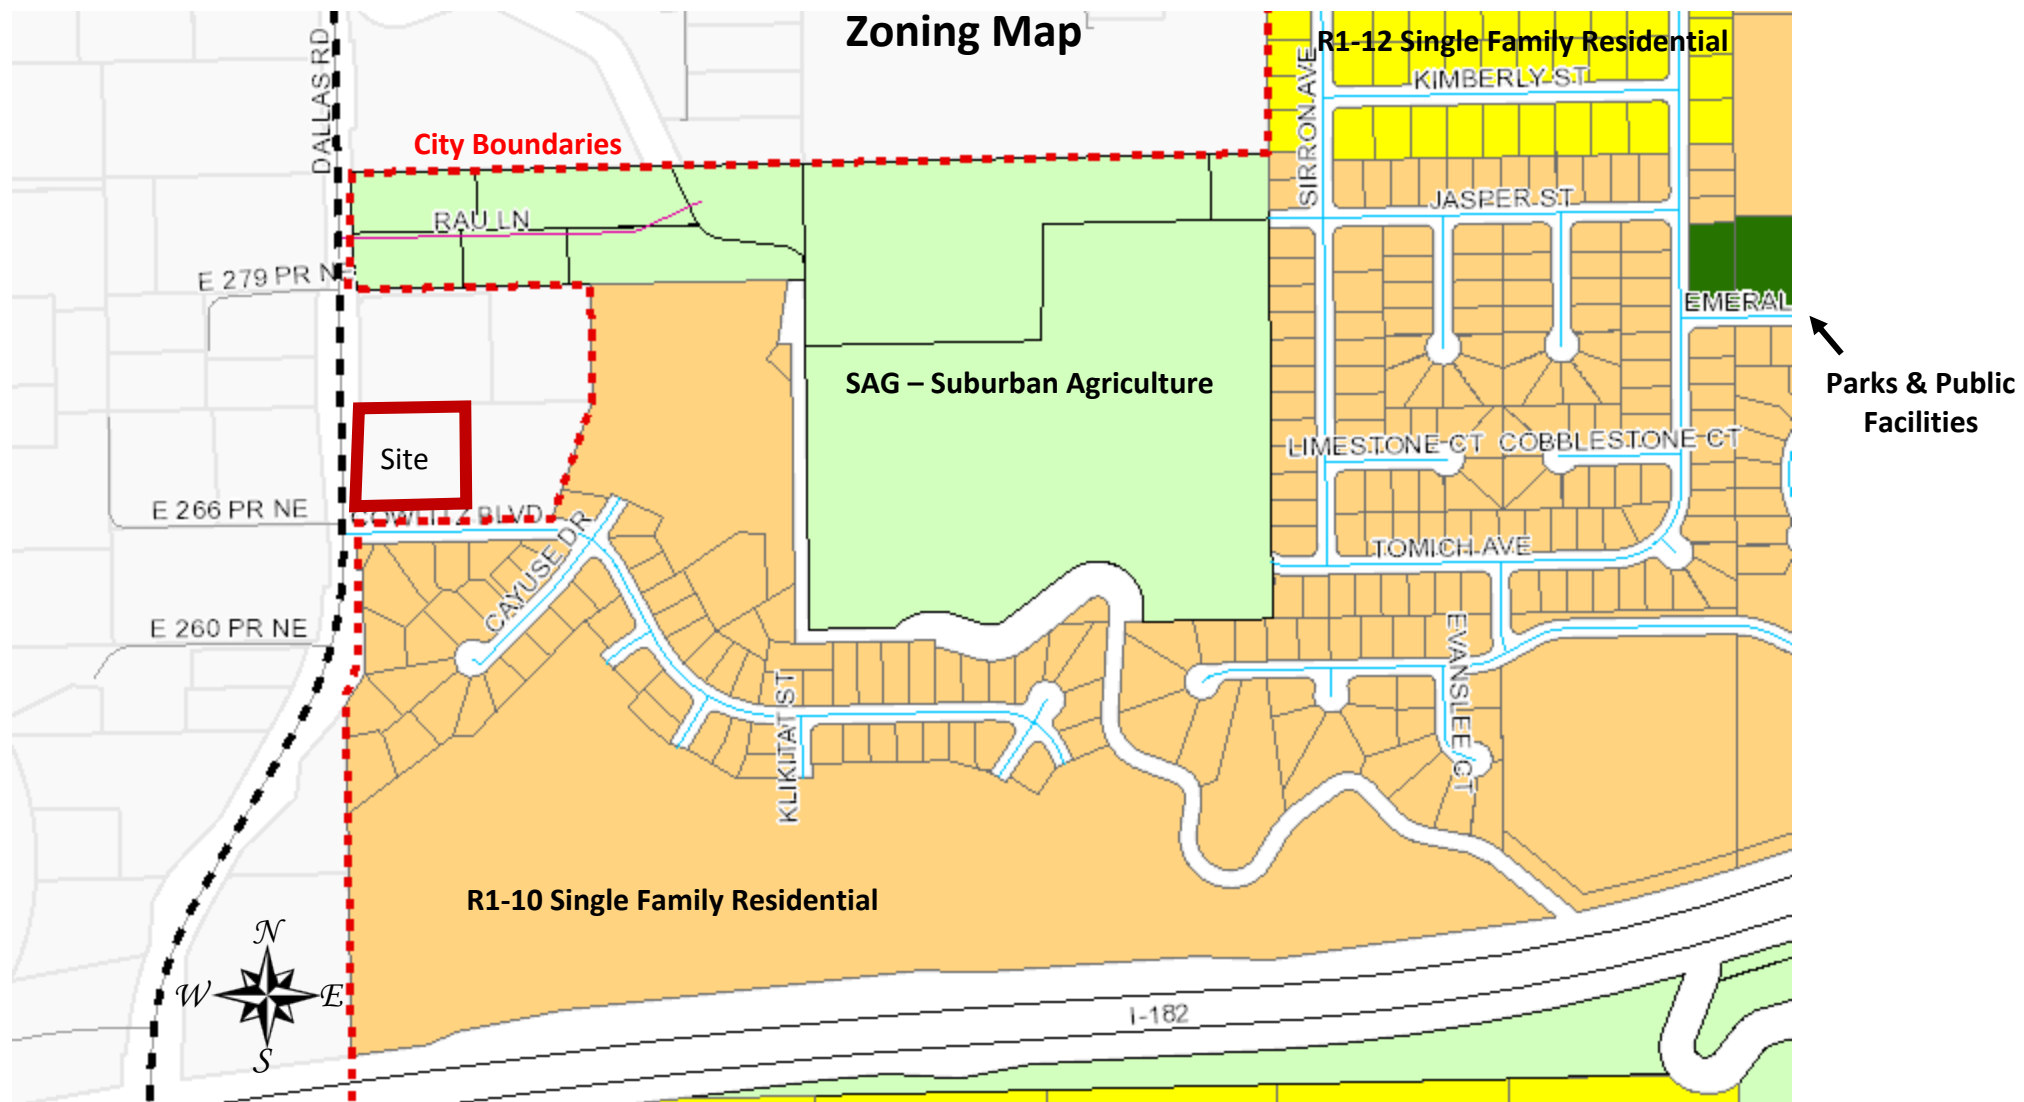 Zoning Map
R1-12 Single Family Residential
DALLAS RD
SIRRON AVE
KIMBERLY ST
City Boundaries
JASPER ST
RAU LN
E 279 PR NE
EMERAL
Parks & Public
Facilities
SAG – Suburban Agriculture
Site
LIMESTONE CT
COBBLESTONE CT
E 266 PR NE
COWLITZ BLVD
CAYUSE DR
TOMICH AVE
E 260 PR NE
EVANSLEE CT
KLIKITAT ST
R1-10 Single Family Residential
N
W
E
S
I-182